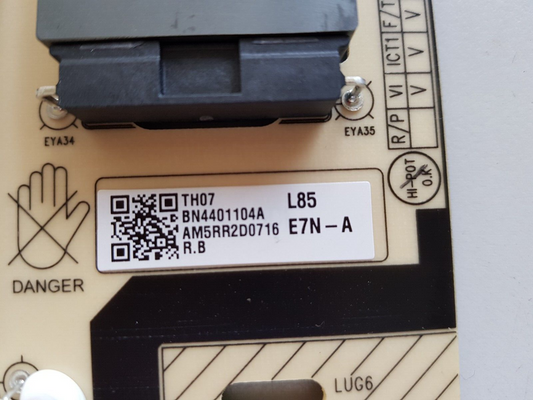 R/P VI ICT1 F/T
V V
V V
EYA34
EYA35
HI-POT
O.K
TH07
BN4401104A
AM5RR2D0716
R.B
L85
E7N-A
DANGER
LUG6